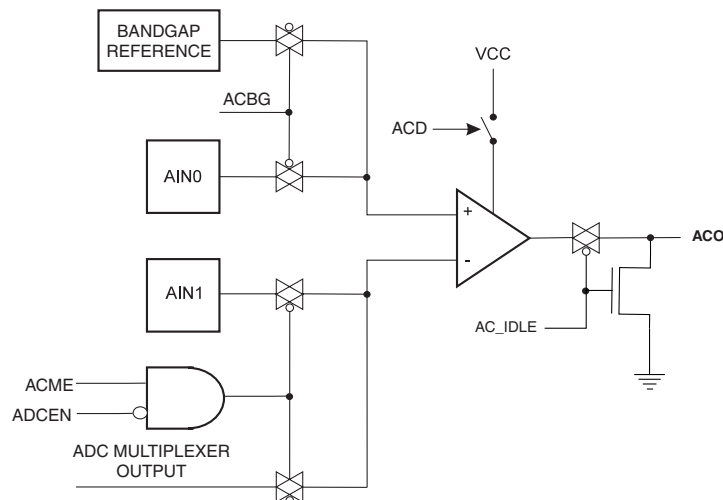 BANDGAP
REFERENCE
VCC
ACBG
ACD
AIN0
+
ACO
-
AIN1
AC_IDLE
ACME
ADCEN
ADC MULTIPLEXER
OUTPUT